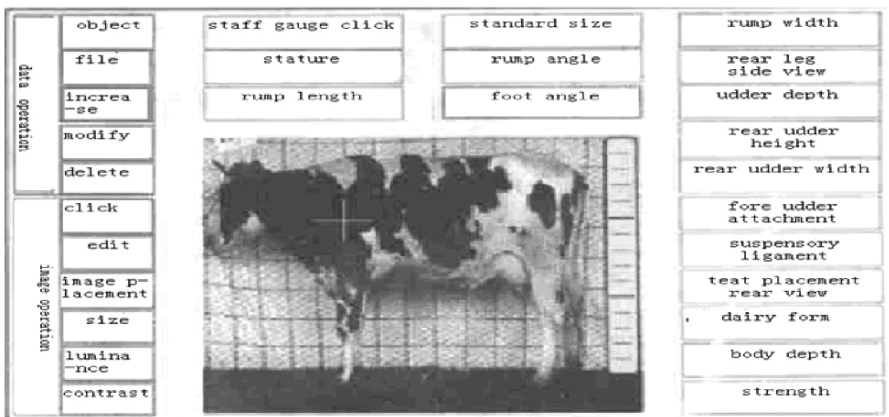 data operation
object
file
increa
-se
modify
delete
image operation
click
edit
image p-
lacement
size
lumina
-nce
contrast
staff gauge click
standard size
stature
rump angle
rump length
foot angle
rump width
rear leg
side view
udder depth
rear udder
height
rear udder width
fore udder
attachment
suspensory
ligament
teat placement
rear view
dairy form
body depth
strength